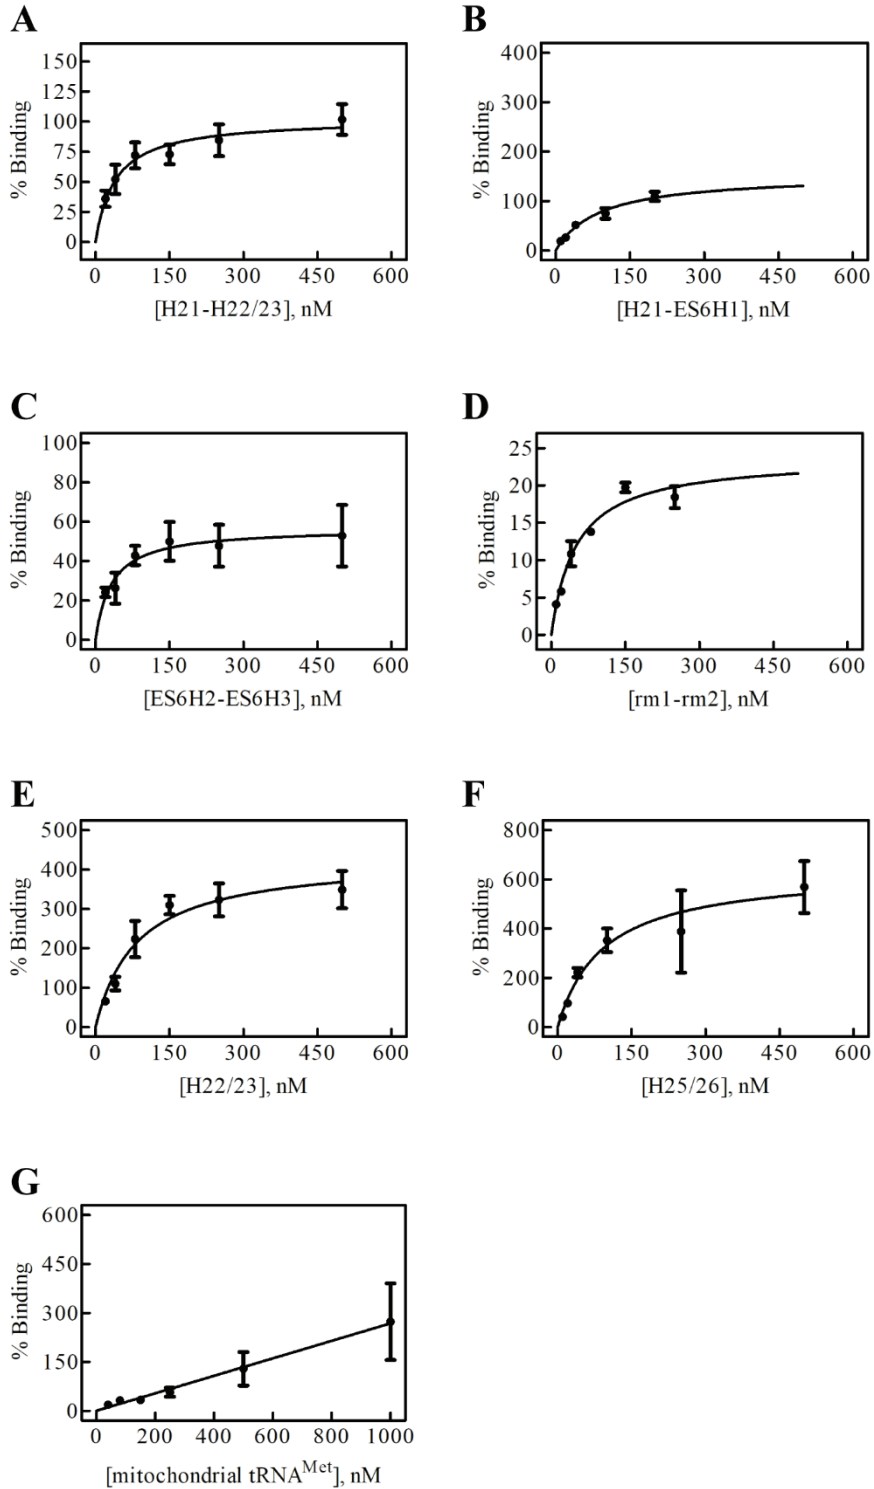 A
% Binding
150
125
100
75
50
25
0
0 150 300 450 600
[H21-H22/23], nM
B
% Binding
400
300
200
100
0
0 150 300 450 600
[H21-ES6H1], nM
C
% Binding
100
80
60
40
20
0
0 150 300 450 600
[ES6H2-ES6H3], nM
D
% Binding
25
20
15
10
5
0
0 150 300 450 600
[rm1-rm2], nM
E
% Binding
500
400
300
200
100
0
0 150 300 450 600
[H22/23], nM
F
% Binding
800
600
400
200
0
0 150 300 450 600
[H25/26], nM
G
% Binding
600
450
300
150
0
0 200 400 600 800 1000
[mitochondrial tRNA^Met], nM